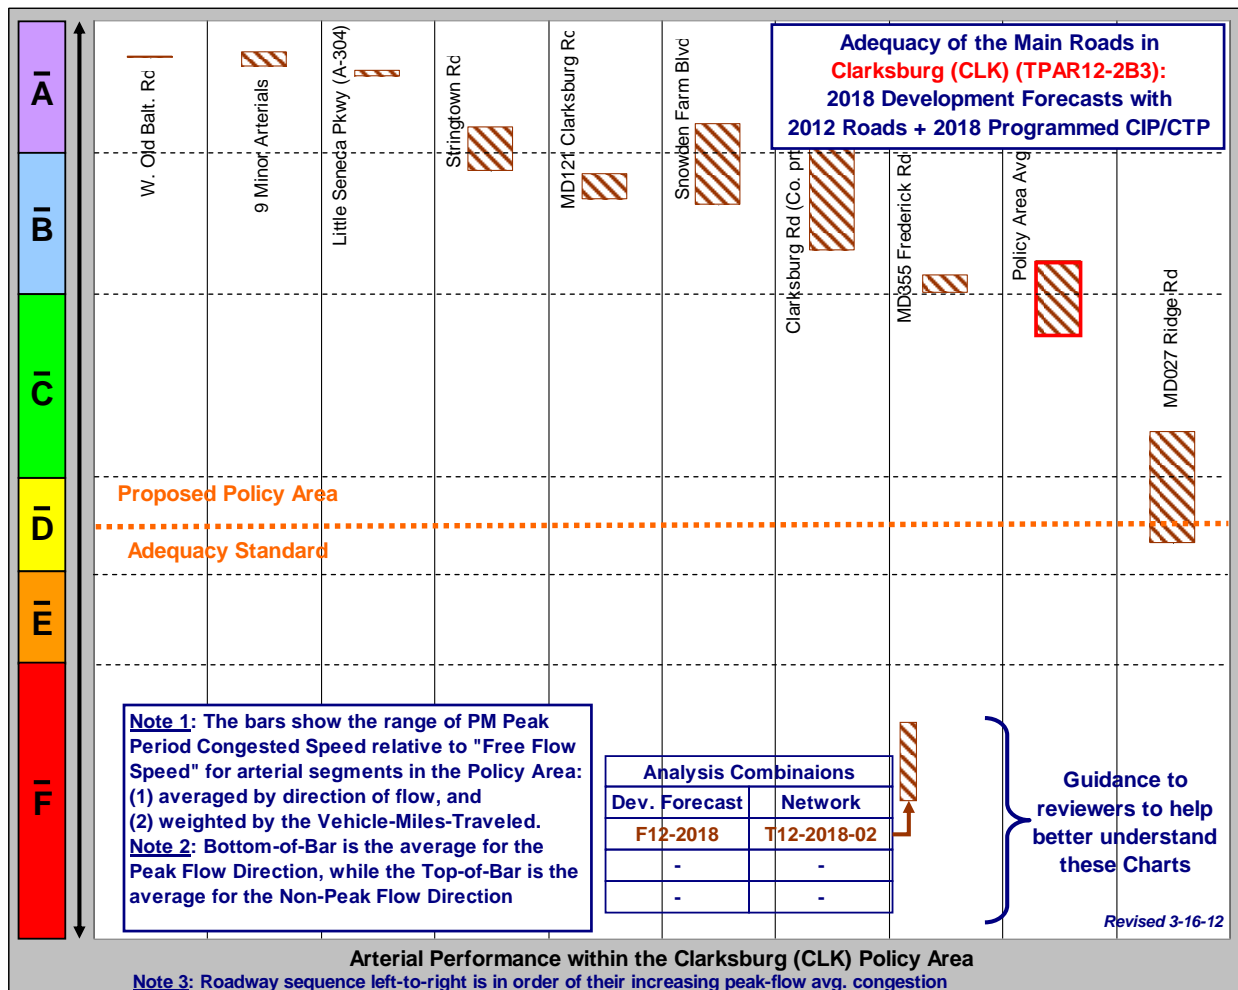 Adequacy of the Main Roads in
Clarksburg (CLK) (TPAR12-2B3):
2018 Development Forecasts with
2012 Roads + 2018 Programmed CIP/CTP
A
B
C
D
E
F
W. Old Balt. Rd
9 Minor Arterials
Little Seneca Pkwy (A-304)
Stringtown Rd
MD121 Clarksburg Rd
Snowden Farm Blvd
Clarksburg Rd (Co. pm
MD355 Frederick Rd
Policy Area Avg
MD027 Ridge Rd
Proposed Policy Area
Adequacy Standard
Note 1: The bars show the range of PM Peak
Period Congested Speed relative to "Free Flow
Speed" for arterial segments in the Policy Area:
(1) averaged by direction of flow, and
(2) weighted by the Vehicle-Miles-Traveled.
Note 2: Bottom-of-Bar is the average for the
Peak Flow Direction, while the Top-of-Bar is the
average for the Non-Peak Flow Direction
Analysis Combinaions
Dev. Forecast Network
F12-2018 T12-2018-02
- -
- -
Guidance to
reviewers to help
better understand
these Charts
Revised 3-16-12
Arterial Performance within the Clarksburg (CLK) Policy Area
Note 3: Roadway sequence left-to-right is in order of their increasing peak-flow avg. congestion